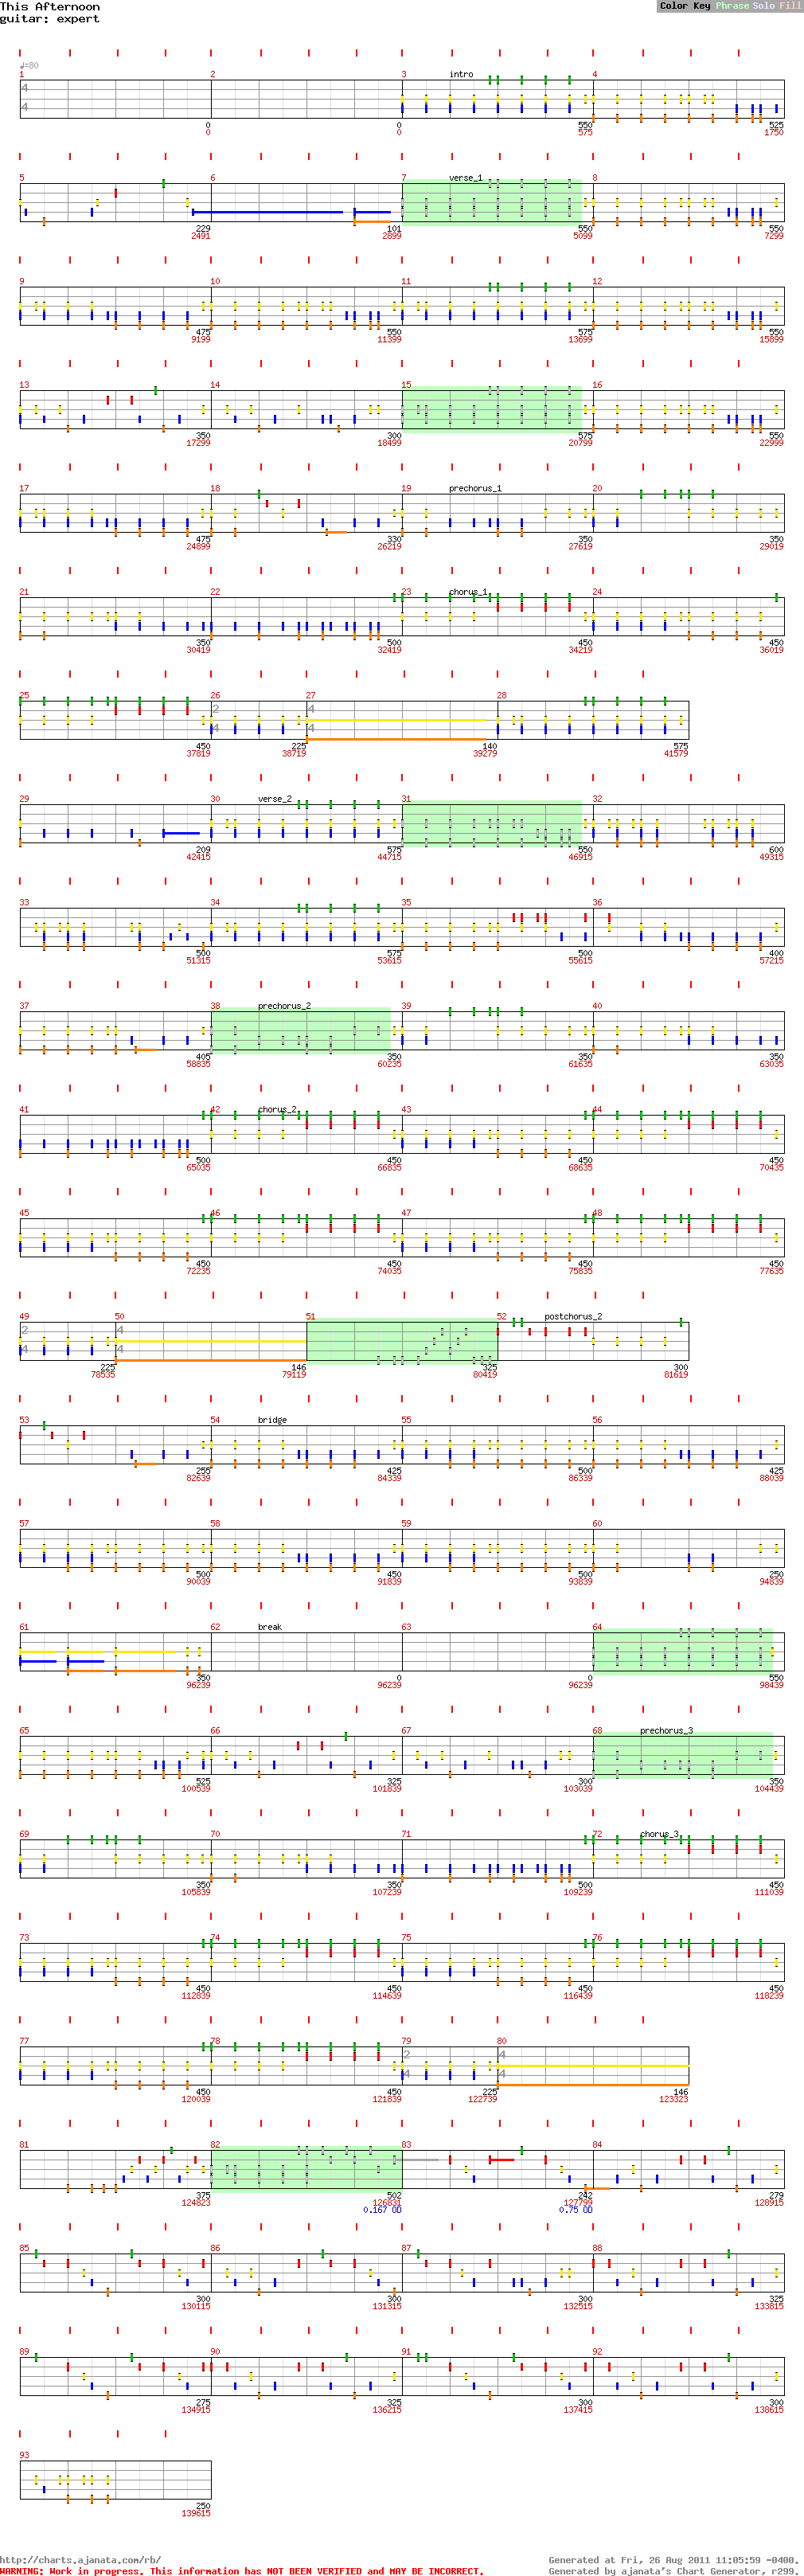 This Afternoon
guitar: expert
Color Key Phrase Solo Fill
♩=80
1 2 3 intro 4
4
4
0 0 550 525
0 0 575 1750
5 6 7 verse_1 8
229 101 550 550
2491 2899 5099 7299
9 10 11 12
475 550 575 550
9199 11399 13699 15899
13 14 15 16
350 300 575 550
17299 18499 20799 22999
17 18 19 prechorus_1 20
475 330 350 350
24899 26219 27619 29019
21 22 23 chorus_1 24
350 500 450 450
30419 32419 34219 36019
25 26 27 28
2 4
4 4
450 225 140 575
37819 38719 39279 41579
29 30 verse_2 31 32
209 575 550 600
42415 44715 46915 49315
33 34 35 36
500 575 500 400
51315 53615 55615 57215
37 38 prechorus_2 39 40
405 350 350 350
58835 60235 61635 63035
41 42 chorus_2 43 44
500 450 450 450
65035 66835 68635 70435
45 46 47 48
450 450 450 450
72235 74035 75835 77635
49 50 51 52 postchorus_2
2 4
4 4
225 146 325 300
78535 79119 80419 81619
53 54 bridge 55 56
255 425 500 425
82639 84339 86339 88039
57 58 59 60
500 450 500 250
90039 91839 93839 94839
61 62 break 63 64
350 0 0 550
96239 96239 96239 98439
65 66 67 68 prechorus_3
525 325 300 350
100539 101839 103039 104439
69 70 71 72 chorus_3
350 350 500 450
105839 107239 109239 111039
73 74 75 76
450 450 450 450
112839 114639 116439 118239
77 78 79 80
2 4
4 4
450 450 225 146
120039 121839 122739 123323
81 82 83 84
375 502 242 279
124823 126831 127799 128915
0.167 OD 0.75 OD
85 86 87 88
300 300 300 325
130115 131315 132515 133815
89 90 91 92
275 325 300 300
134915 136215 137415 138615
93
250
139615
http://charts.ajanata.com/rb/
Generated at Fri, 26 Aug 2011 11:05:59 -0400.
WARNING: Work in progress. This information has NOT BEEN VERIFIED and MAY BE INCORRECT.
Generated by ajanata's Chart Generator, r299.